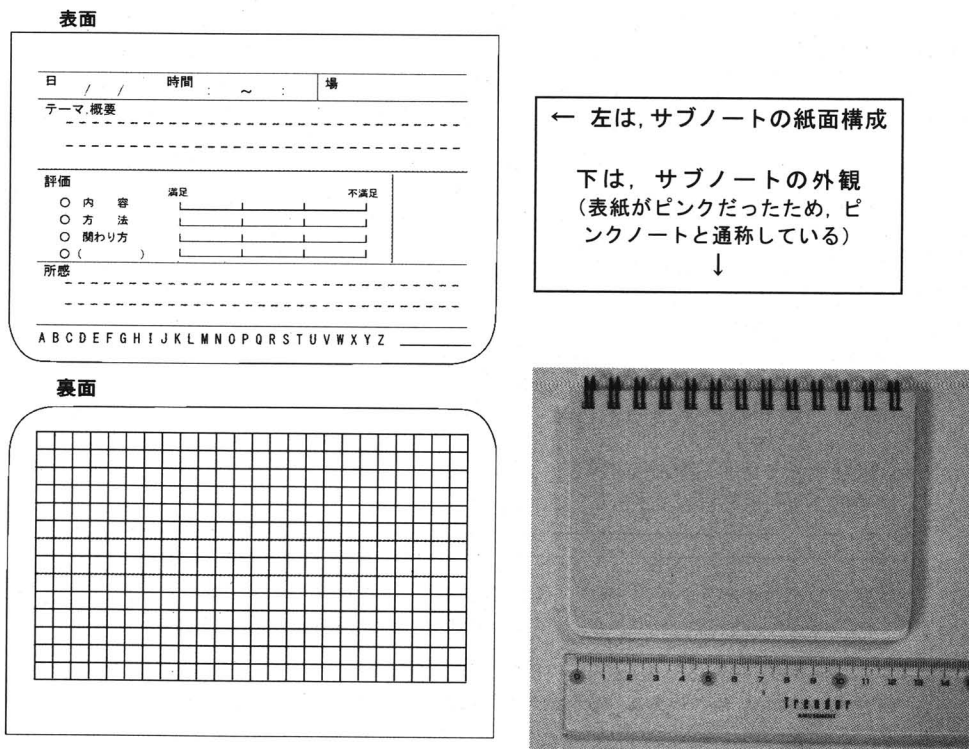 表面
日 / / 時間 : ~ : 場
テーマ.概要
評価
満足 不満足
○ 内 容
○ 方 法
○ 関わり方
○ ( )
所感
A B C D E F G H I J K L M N O P Q R S T U V W X Y Z
裏面
← 左は,サブノートの紙面構成
下は, サブノートの外観
(表紙がピンクだったため, ピ
ンクノートと通称している)
↓
0 1 2 3 4 5 6 7 8 9 10 11 12 13 14